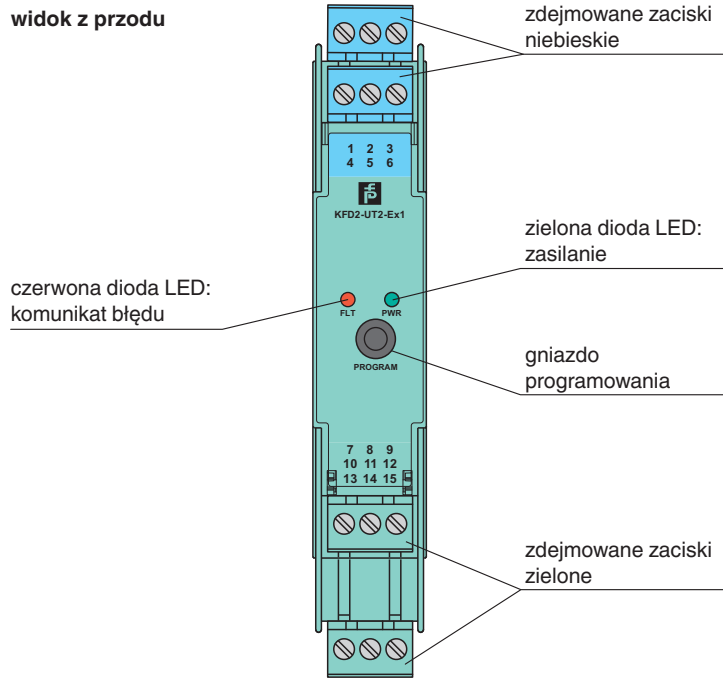 widok z przodu
zdejmowane zaciski
niebieskie
1 2 3
4 5 6
KFD2-UT2-Ex1
zielona dioda LED:
zasilanie
czerwona dioda LED:
komunikat błędu
FLT PWR
gniazdo
programowania
PROGRAM
7 8 9
10 11 12
13 14 15
zdejmowane zaciski
zielone